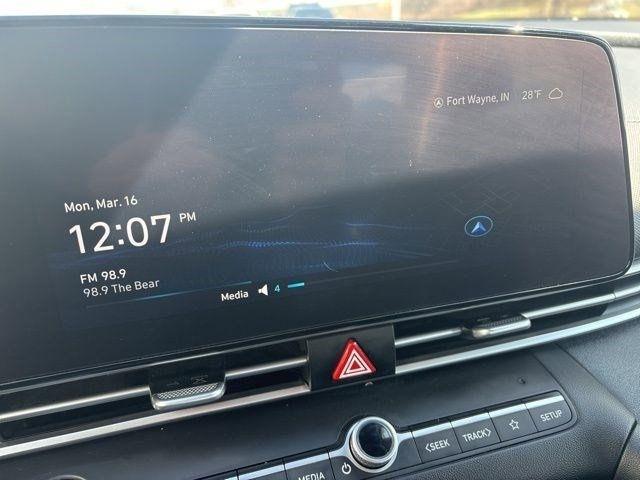 Fort Wayne, IN 28°F
Mon, Mar. 16
12:07 PM
FM 98.9
98.9 The Bear
Media 4
MEDIA
<SEEK
TRACK>
SETUP